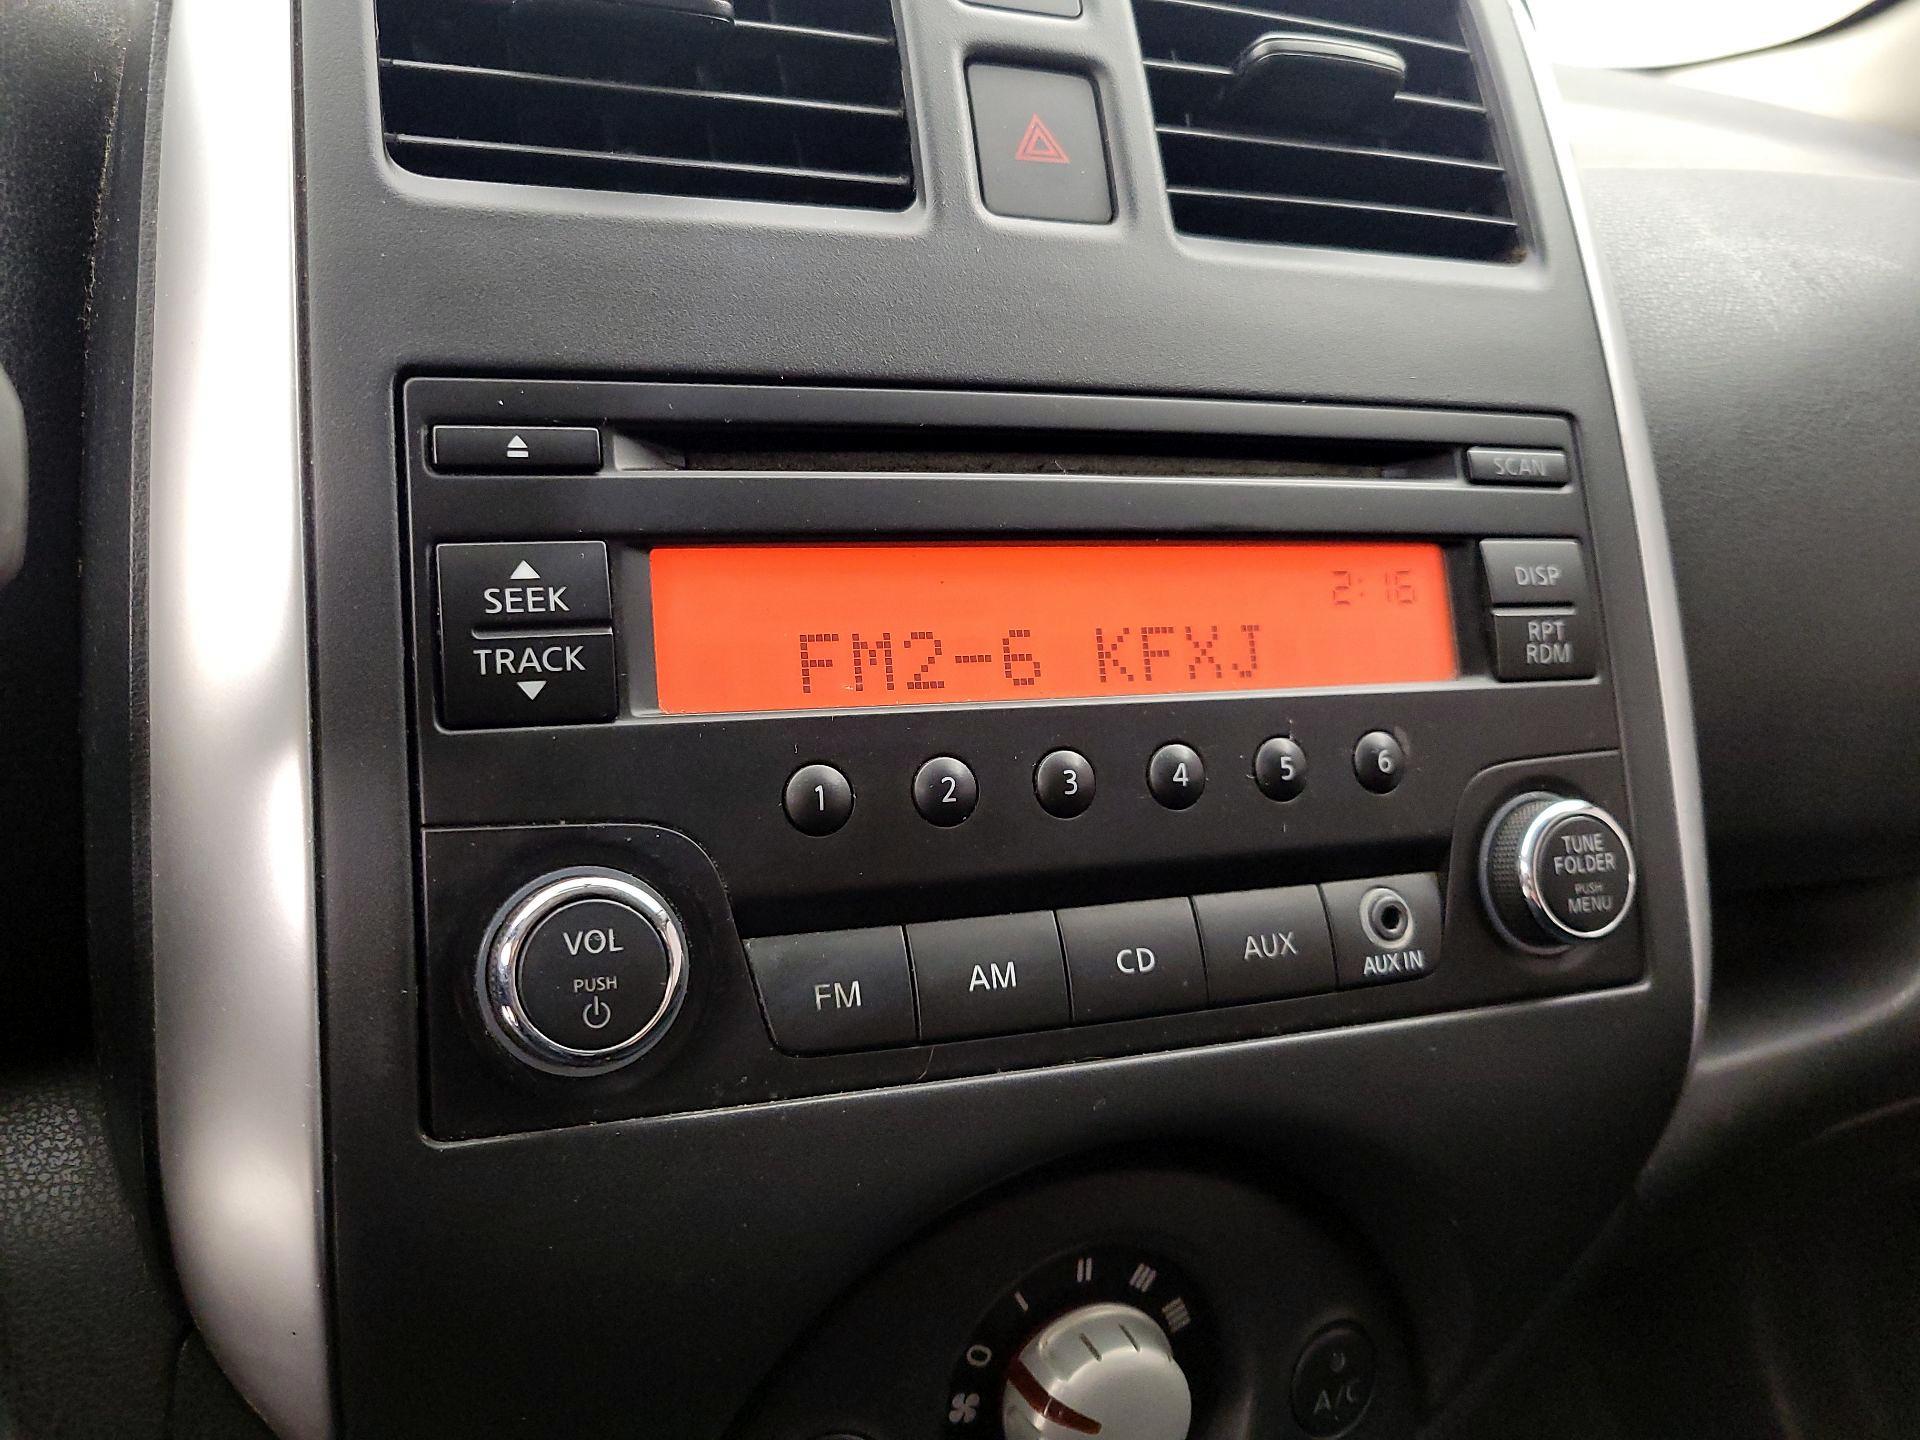 SCAN
SEEK
TRACK
2:16
FM2-6 KFXJ
DISP
RPT
RDM
1 2 3 4 5 6
VOL
PUSH
FM AM CD AUX
AUX IN
TUNE
FOLDER
PUSH
MENU
0
A/C